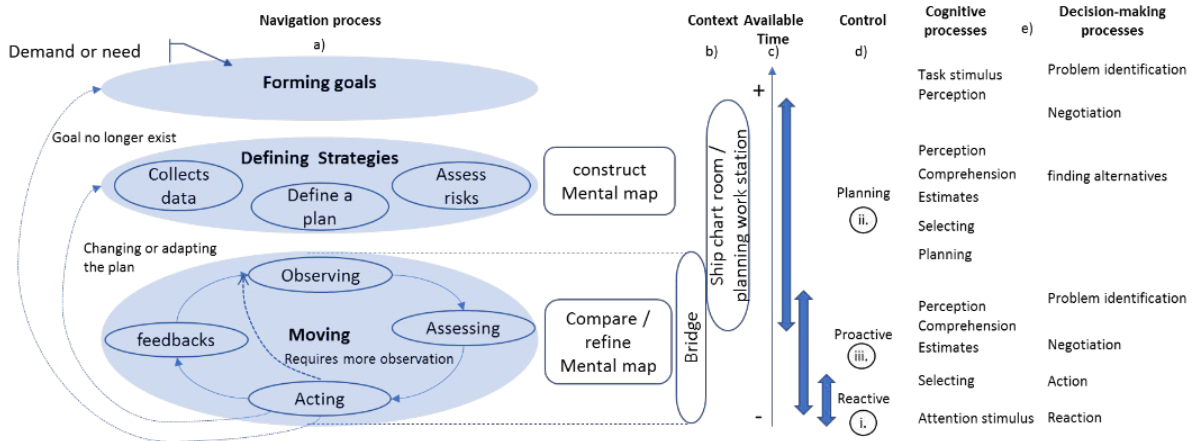 Navigation process
a)
Context
b)
Available
Time
c)
Control
d)
Cognitive
processes
e)
Decision-making
processes
Demand or need
Forming goals
Goal no longer exist
Defining Strategies
Collects
data
Define a
plan
Assess
risks
construct
Mental map
Changing or adapting
the plan
Observing
Assessing
Moving
feedbacks
Requires more observation
Acting
Compare /
refine
Mental map
Bridge
Ship chart room /
planning work station
+
-
Planning
ii.
Proactive
iii.
Reactive
i.
Task stimulus
Perception
Perception
Comprehension
Estimates
Selecting
Planning
Perception
Comprehension
Estimates
Selecting
Attention stimulus
Problem identification
Negotiation
finding alternatives
Problem identification
Negotiation
Action
Reaction